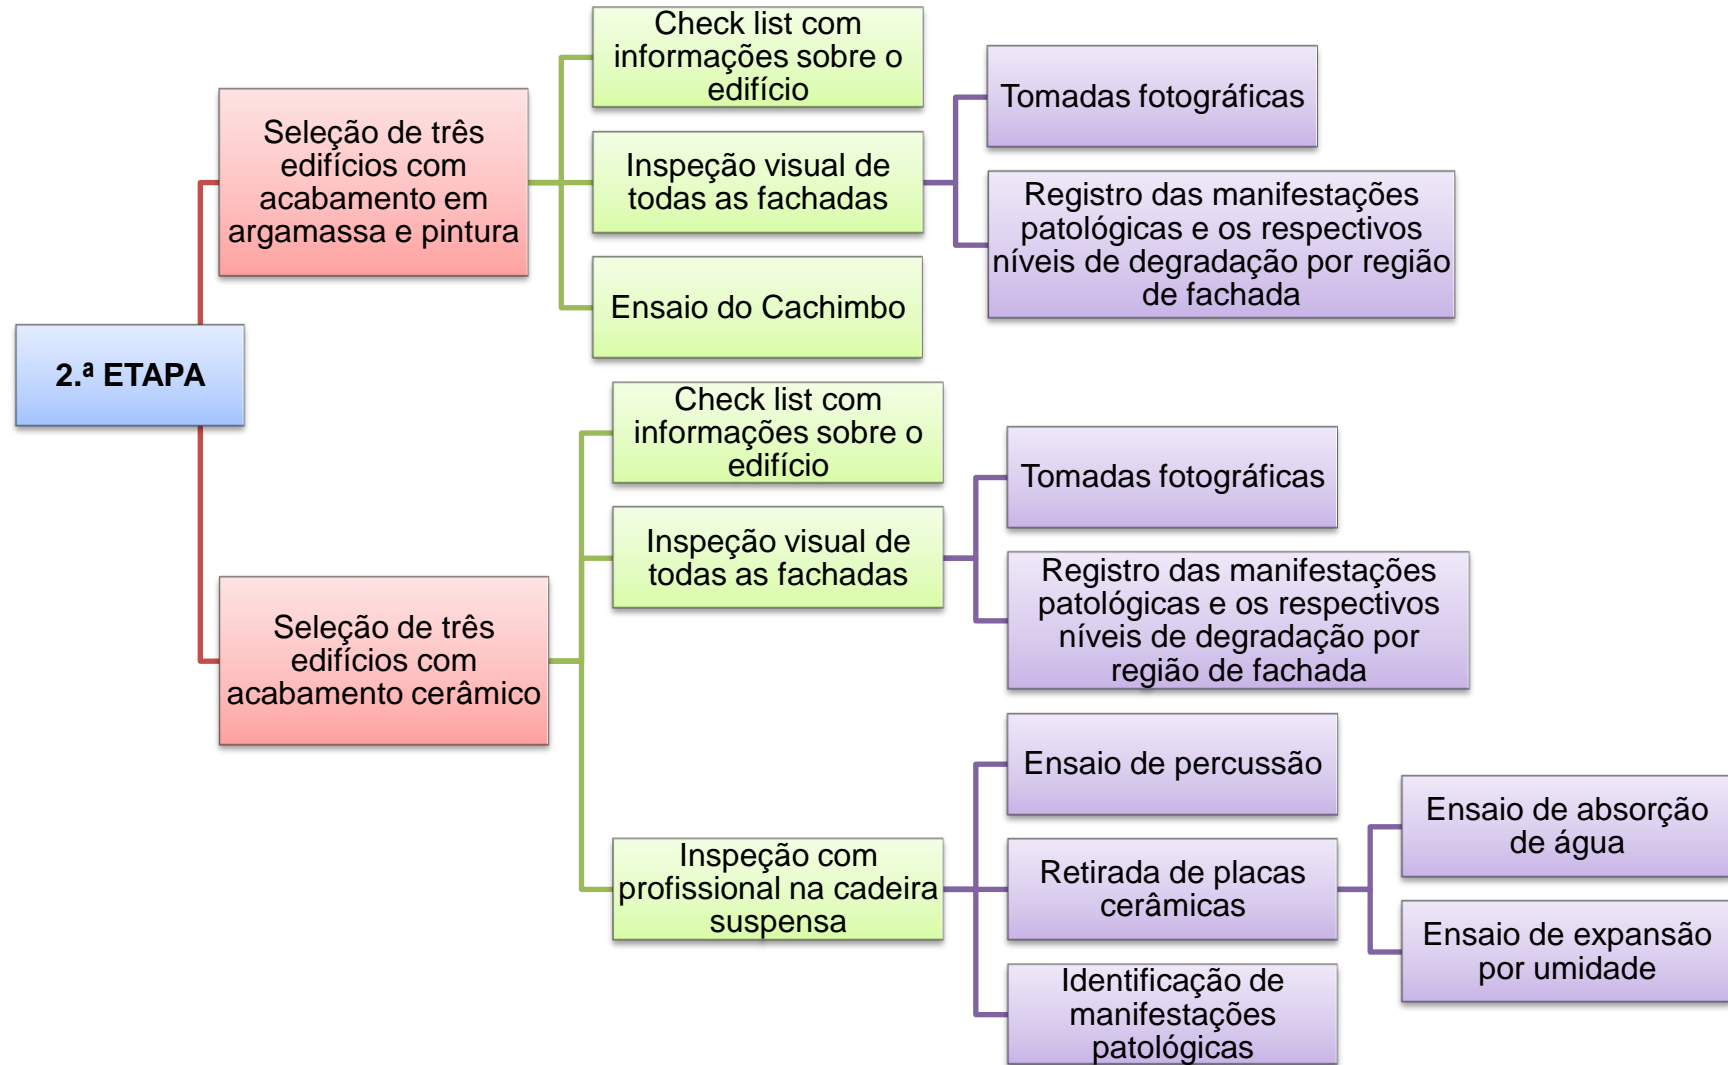 2.ª ETAPA
Seleção de três
edifícios com
acabamento em
argamassa e pintura
Check list com
informações sobre o
edifício
Inspeção visual de
todas as fachadas
Tomadas fotográficas
Registro das manifestações
patológicas e os respectivos
níveis de degradação por região
de fachada
Ensaio do Cachimbo
Seleção de três
edifícios com
acabamento cerâmico
Check list com
informações sobre o
edifício
Inspeção visual de
todas as fachadas
Tomadas fotográficas
Registro das manifestações
patológicas e os respectivos
níveis de degradação por
região de fachada
Inspeção com
profissional na cadeira
suspensa
Ensaio de percussão
Retirada de placas
cerâmicas
Ensaio de absorção
de água
Ensaio de expansão
por umidade
Identificação de
manifestações
patológicas